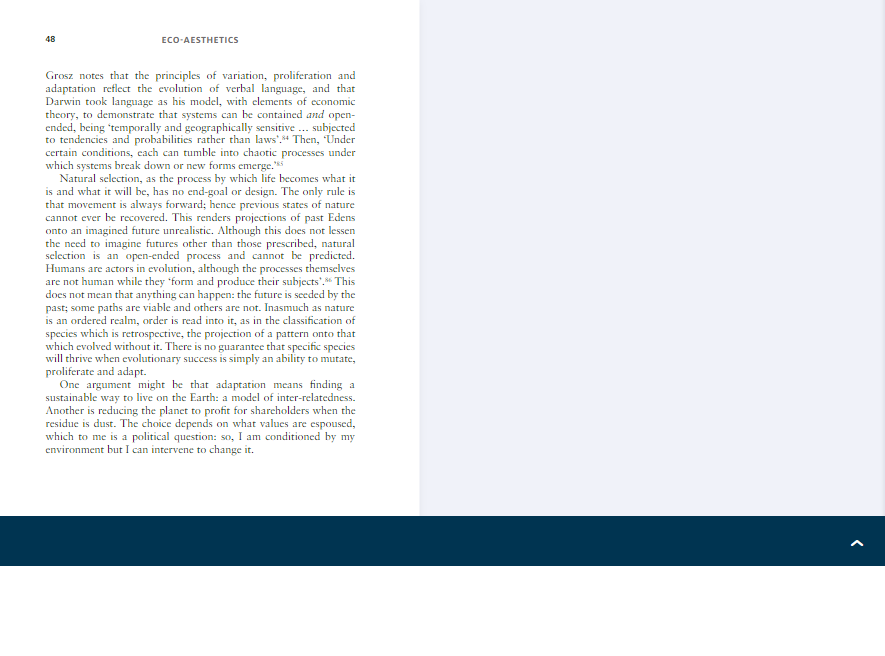 48
ECO-AESTHETICS
Grosz notes that the principles of variation, proliferation and
adaptation reflect the evolution of verbal language, and that
Darwin took language as his model, with elements of economic
theory, to demonstrate that systems can be contained and open-
ended, being ‘temporally and geographically sensitive … subjected
to tendencies and probabilities rather than laws’.84 Then, ‘Under
certain conditions, each can tumble into chaotic processes under
which systems break down or new forms emerge.’85
Natural selection, as the process by which life becomes what it
is and what it will be, has no end-goal or design. The only rule is
that movement is always forward; hence previous states of nature
cannot ever be recovered. This renders projections of past Edens
onto an imagined future unrealistic. Although this does not lessen
the need to imagine futures other than those prescribed, natural
selection is an open-ended process and cannot be predicted.
Humans are actors in evolution, although the processes themselves
are not human while they ‘form and produce their subjects’.86 This
does not mean that anything can happen: the future is seeded by the
past; some paths are viable and others are not. Inasmuch as nature
is an ordered realm, order is read into it, as in the classification of
species which is retrospective, the projection of a pattern onto that
which evolved without it. There is no guarantee that specific species
will thrive when evolutionary success is simply an ability to mutate,
proliferate and adapt.
One argument might be that adaptation means finding a
sustainable way to live on the Earth: a model of inter-relatedness.
Another is reducing the planet to profit for shareholders when the
residue is dust. The choice depends on what values are espoused,
which to me is a political question: so, I am conditioned by my
environment but I can intervene to change it.